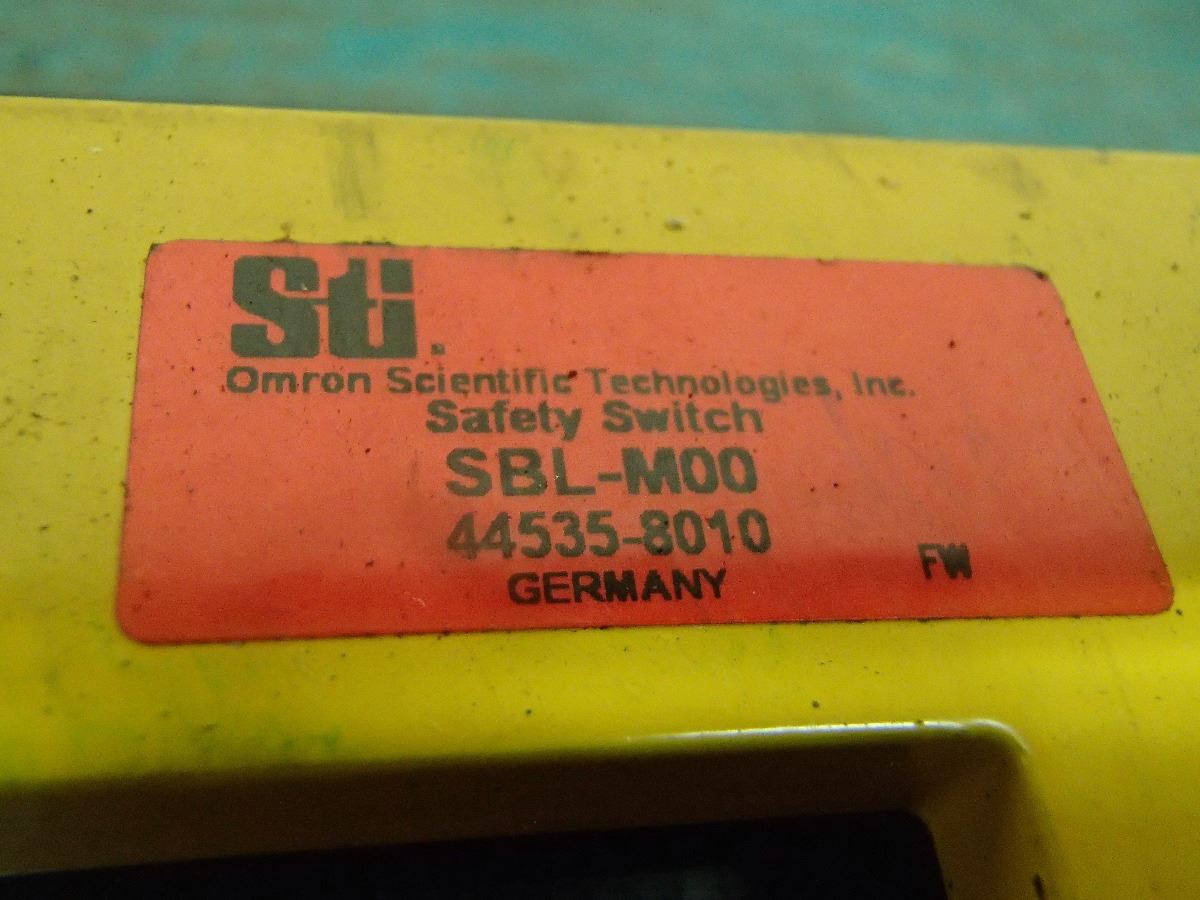 Sti.
Omron Scientific Technologies, Inc.
Safety Switch
SBL-M00
44535-8010
GERMANY
FW